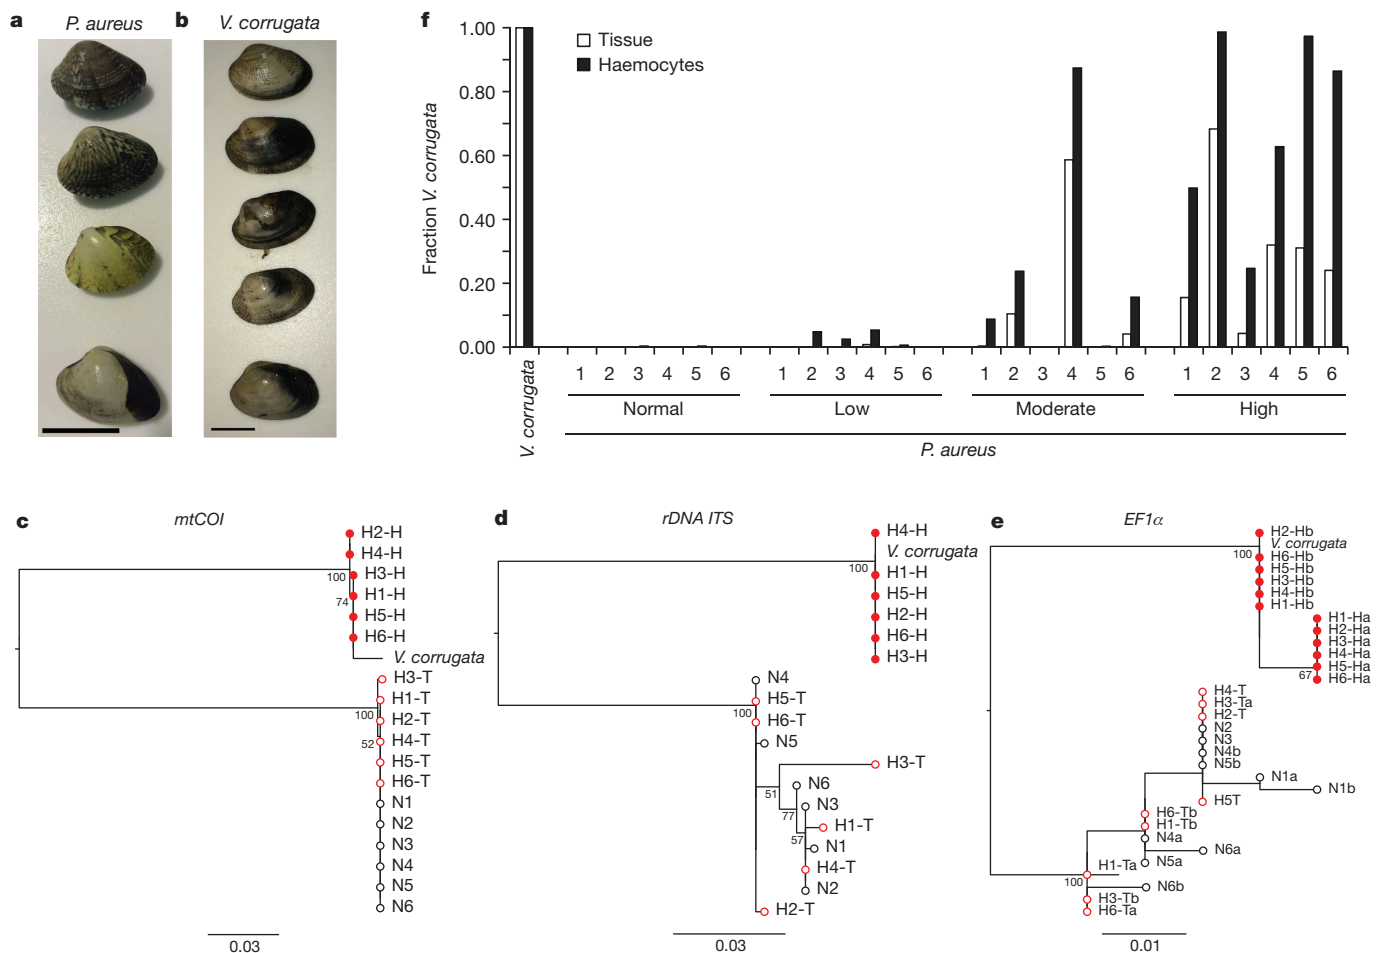 a P. aureus
b V. corrugata
f
1.00
0.80
0.60
0.40
0.20
0.00
Fraction V. corrugata
Tissue
Haemocytes
V. corrugata
1 2 3 4 5 6
Normal
1 2 3 4 5 6
Low
1 2 3 4 5 6
Moderate
1 2 3 4 5 6
High
P. aureus
c mtCOI
H2-H
H4-H
H3-H
100
H1-H
74
H5-H
H6-H
V. corrugata
H3-T
H1-T
100
H2-T
H4-T
52
H5-T
H6-T
N1
N2
N3
N4
N5
N6
0.03
d rDNA ITS
H4-H
V. corrugata
100
H1-H
H5-H
H2-H
H6-H
H3-H
N4
H5-T
100
H6-T
N5
H3-T
N6
51
N3
77
H1-T
57
N1
H4-T
N2
H2-T
0.03
e EF1α
H2-Hb
V. corrugata
100
H6-Hb
H5-Hb
H3-Hb
H4-Hb
H1-Hb
H1-Ha
H2-Ha
H3-Ha
H4-Ha
H5-Ha
67
H6-Ha
H4-T
H3-Ta
H2-T
N2
N3
N4b
N5b
N1a
N1b
H5T
H6-Tb
H1-Tb
N4a
N6a
N5a
H1-Ta
100
N6b
H3-Tb
H6-Ta
0.01